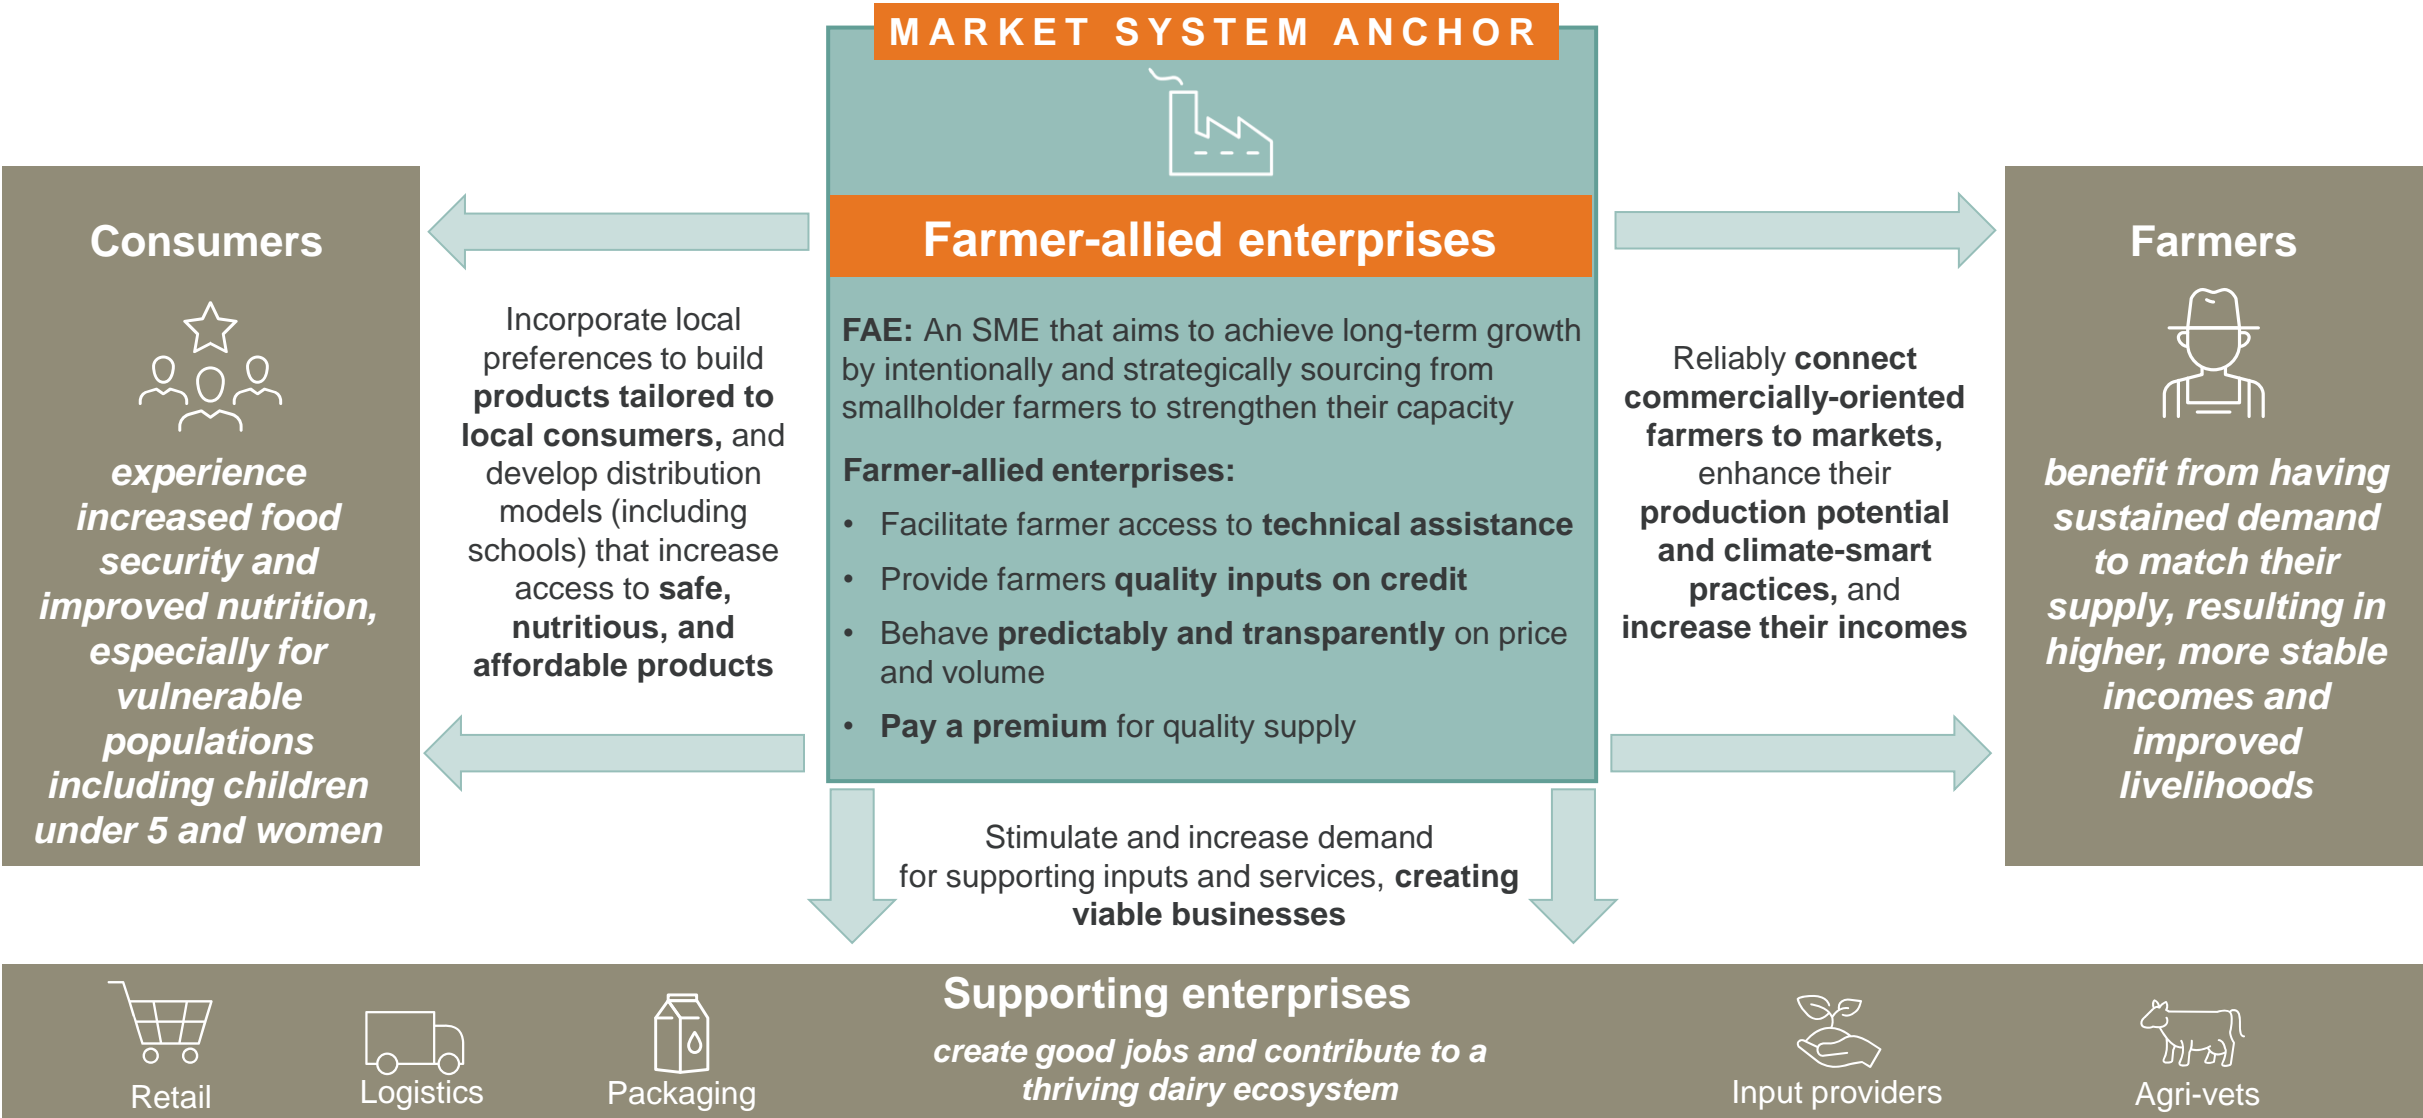 MARKET SYSTEM ANCHOR
Consumers
experience
increased food
security and
improved nutrition,
especially for
vulnerable
populations
including children
under 5 and women
Incorporate local
preferences to build
products tailored to
local consumers, and
develop distribution
models (including
schools) that increase
access to safe,
nutritious, and
affordable products
Farmer-allied enterprises
FAE: An SME that aims to achieve long-term growth
by intentionally and strategically sourcing from
smallholder farmers to strengthen their capacity
Farmer-allied enterprises:
• Facilitate farmer access to technical assistance
• Provide farmers quality inputs on credit
• Behave predictably and transparently on price
and volume
• Pay a premium for quality supply
Reliably connect
commercially-oriented
farmers to markets,
enhance their
production potential
and climate-smart
practices, and
increase their incomes
Farmers
benefit from having
sustained demand
to match their
supply, resulting in
higher, more stable
incomes and
improved
livelihoods
Stimulate and increase demand
for supporting inputs and services, creating
viable businesses
Supporting enterprises
create good jobs and contribute to a
thriving dairy ecosystem
Retail
Logistics
Packaging
Input providers
Agri-vets